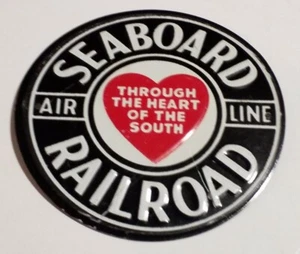 SEABOARD
AIR LINE
THROUGH
THE HEART
OF THE
SOUTH
RAILROAD